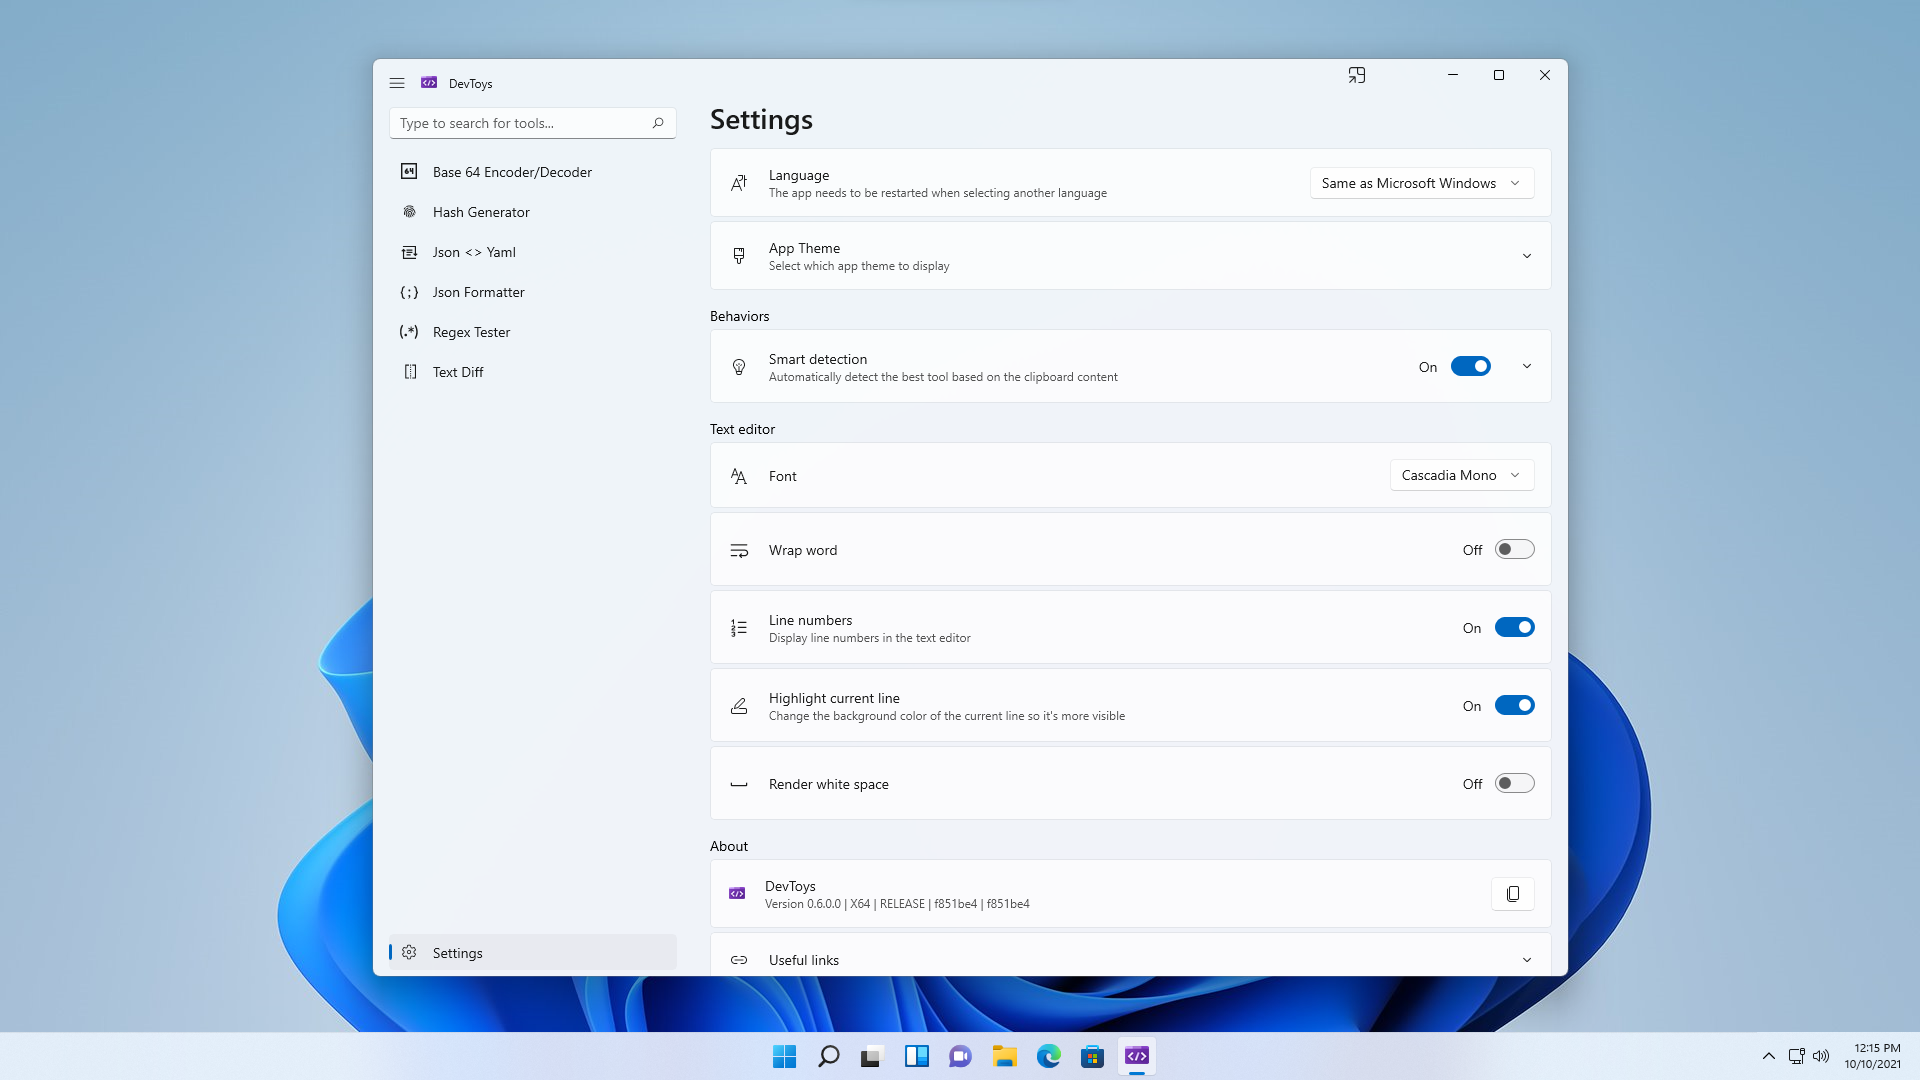 DevToys
Type to search for tools...
Base 64 Encoder/Decoder
Hash Generator
Json <> Yaml
Json Formatter
Regex Tester
Text Diff
Settings
Settings
Language
The app needs to be restarted when selecting another language
Same as Microsoft Windows
App Theme
Select which app theme to display
Behaviors
Smart detection
Automatically detect the best tool based on the clipboard content
On
Text editor
Font
Cascadia Mono
Wrap word
Off
Line numbers
Display line numbers in the text editor
On
Highlight current line
Change the background color of the current line so it's more visible
On
Render white space
Off
About
DevToys
Version 0.6.0.0 | X64 | RELEASE | f851be4 | f851be4
Useful links
12:15 PM
10/10/2021